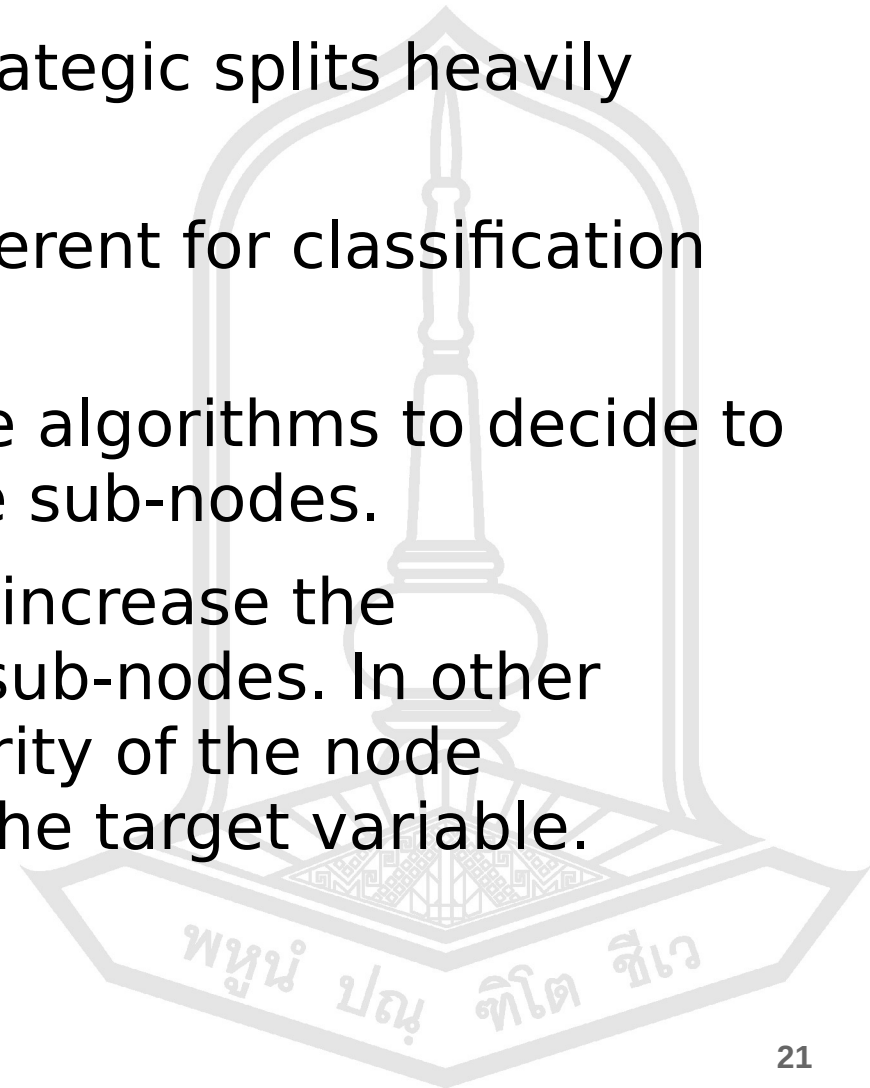 ategic splits heavily
erent for classification
e algorithms to decide to
e sub-nodes.
increase the
sub-nodes. In other
rity of the node
he target variable.
พหูนํ ปณฺ ฑิโต ชีเว
21